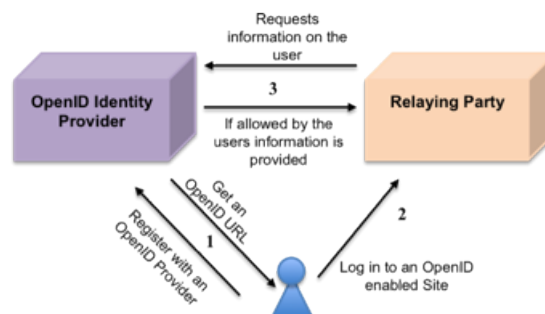 Requests
information on the
user
OpenID Identity
Provider
3
Relaying Party
If allowed by the
users information is
provided
Get an
OpenID URL
1
Register with an
OpenID Provider
2
Log in to an OpenID
enabled Site